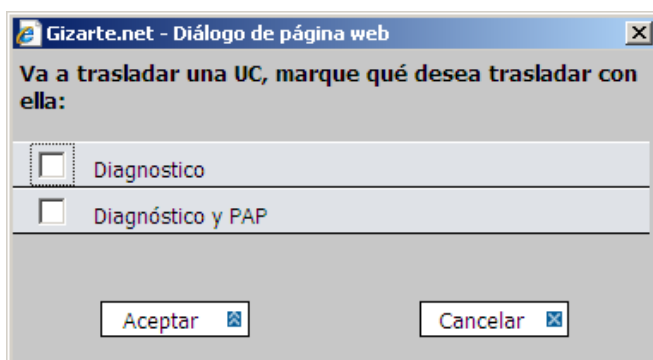 Gizarte.net - Diálogo de página web
Va a trasladar una UC, marque qué desea trasladar con
ella:
Diagnostico
Diagnóstico y PAP
Aceptar
Cancelar